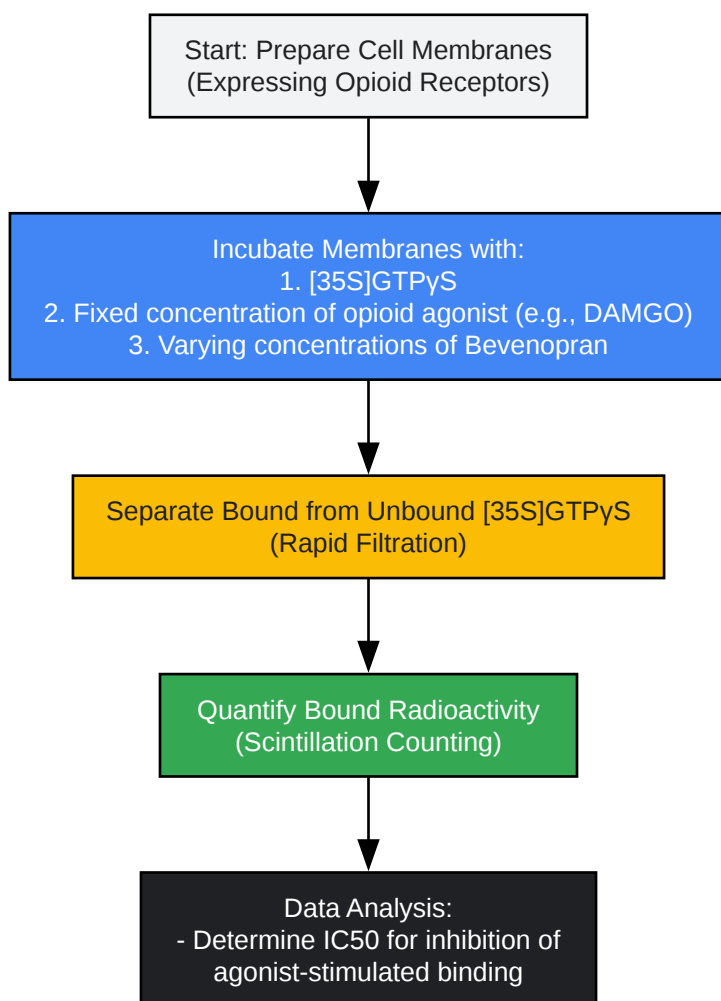 Start: Prepare Cell Membranes
(Expressing Opioid Receptors)
Incubate Membranes with:
1. [35S]GTPγS
2. Fixed concentration of opioid agonist (e.g., DAMGO)
3. Varying concentrations of Bevenopran
Separate Bound from Unbound [35S]GTPγS
(Rapid Filtration)
Quantify Bound Radioactivity
(Scintillation Counting)
Data Analysis:
- Determine IC50 for inhibition of
agonist-stimulated binding